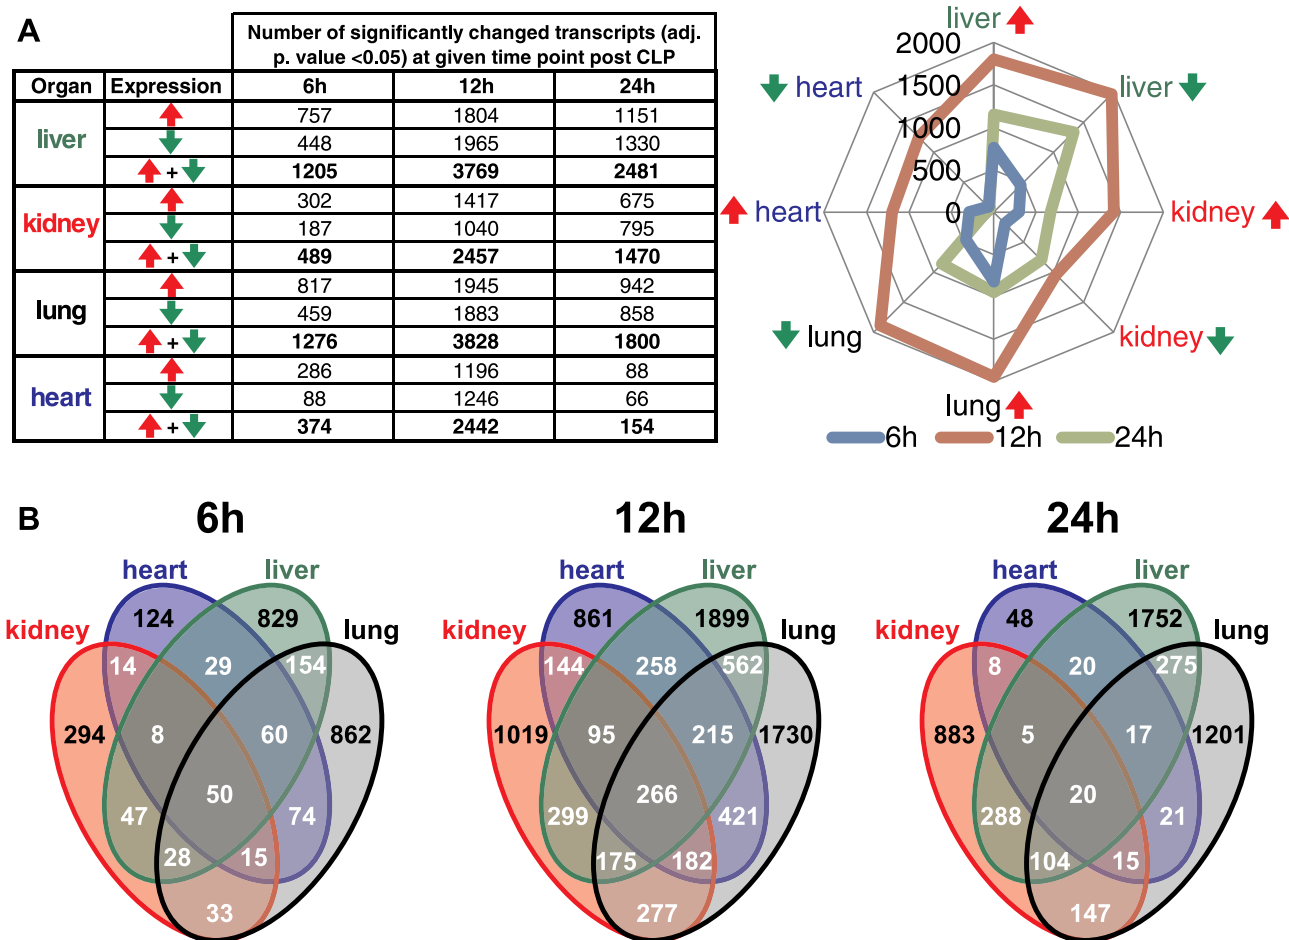 A
Number of significantly changed transcripts (adj.
p. value <0.05) at given time point post CLP
Organ Expression 6h 12h 24h
liver
757 1804 1151
448 1965 1330
+ 1205 3769 2481
kidney
302 1417 675
187 1040 795
+ 489 2457 1470
lung
817 1945 942
459 1883 858
+ 1276 3828 1800
heart
286 1196 88
88 1246 66
+ 374 2442 154
liver
2000
1500
1000
500
0
liver
kidney
kidney
lung
lung
heart
heart
6h 12h 24h
B
6h
heart
liver
kidney
lung
124
829
14
29
154
294
8
60
862
50
47
74
28
15
33
12h
heart
liver
kidney
lung
861
1899
144
258
562
1019
95
215
1730
266
299
421
175
182
277
24h
heart
liver
kidney
lung
48
1752
8
20
275
883
5
17
1201
20
288
21
104
15
147